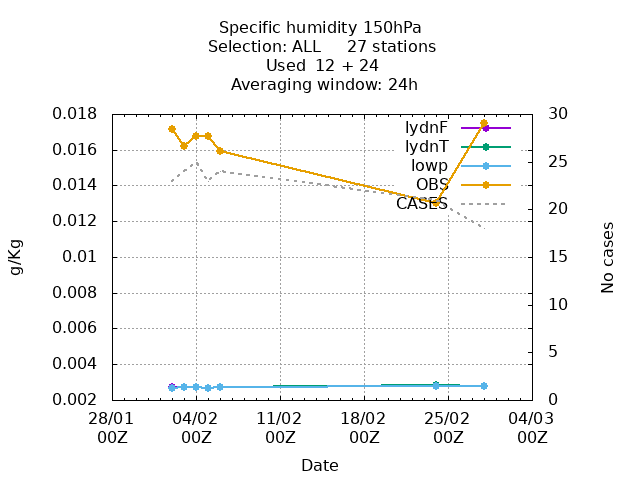 Specific humidity 150hPa
Selection: ALL     27 stations
Used  12 + 24
Averaging window: 24h
0.018
0.016
0.014
0.012
0.01
0.008
0.006
0.004
0.002
g/Kg
30
25
20
15
10
5
0
No cases
lydnF
lydnT
lowp
OBS
CASES
28/01 04/02 11/02 18/02 25/02 04/03
00Z 00Z 00Z 00Z 00Z 00Z
Date